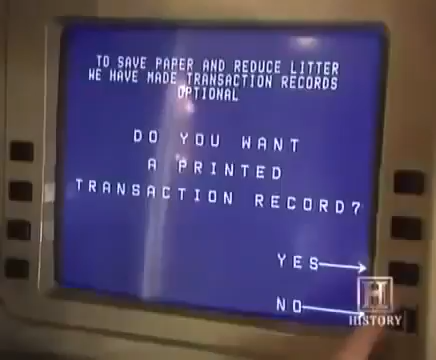 TO SAVE PAPER AND REDUCE LITTER
WE HAVE MADE TRANSACTION RECORDS
OPTIONAL
DO YOU WANT
A PRINTED
TRANSACTION RECORD?
YES
NO
H
HISTORY